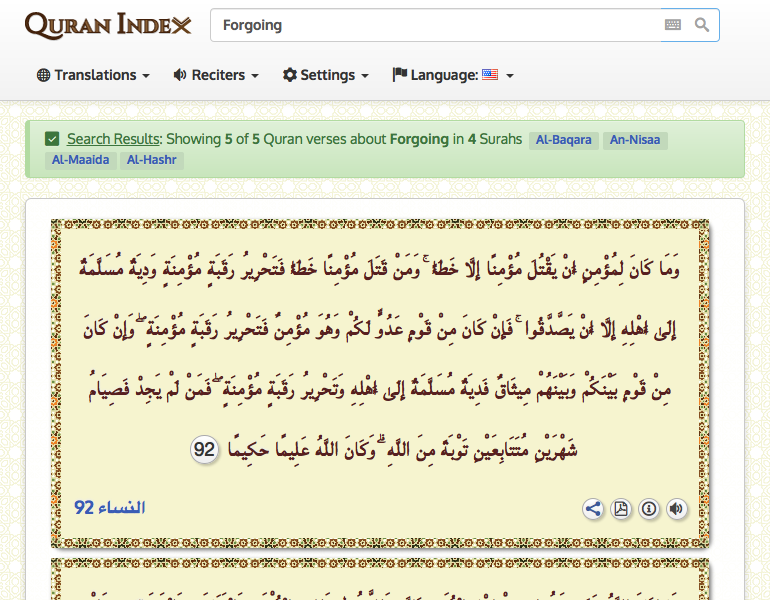 QURAN INDEX
Forgoing
Translations Reciters Settings Language:
Search Results: Showing 5 of 5 Quran verses about Forgoing in 4 Surahs Al-Baqara An-Nisaa
Al-Maaida Al-Hashr
وَمَا كَانَ لِمُؤْمِنٍ اَنْ يَقْتُلَ مُؤْمِنًا إِلَّا خَطَئًا ۚ وَمَنْ قَتَلَ مُؤْمِنًا خَطَئًا فَتَحْرِيرُ رَقَبَةٍ مُؤْمِنَةٍ وَدِيَةٌ مُسَلَّمَةٌ
إِلَىٰ اَهْلِهِ إِلَّا اَنْ يَصَّدَّقُوا ۚ فَإِنْ كَانَ مِنْ قَوْمٍ عَدُوٍّ لَكُمْ وَهُوَ مُؤْمِنٌ فَتَحْرِيرُ رَقَبَةٍ مُؤْمِنَةٍ ۖ وَإِنْ كَانَ
مِنْ قَوْمٍ بَيْنَكُمْ وَبَيْنَهُمْ مِيثَاقٌ فَدِيَةٌ مُسَلَّمَةٌ إِلَىٰ اَهْلِهِ وَتَحْرِيرُ رَقَبَةٍ مُؤْمِنَةٍ ۖ فَمَنْ لَمْ يَجِدْ فَصِيَامُ
شَهْرَيْنِ مُتَتَابِعَيْنِ تَوْبَةً مِنَ اللَّهِ ۗ وَكَانَ اللَّهُ عَلِيمًا حَكِيمًا 92
النساء 92